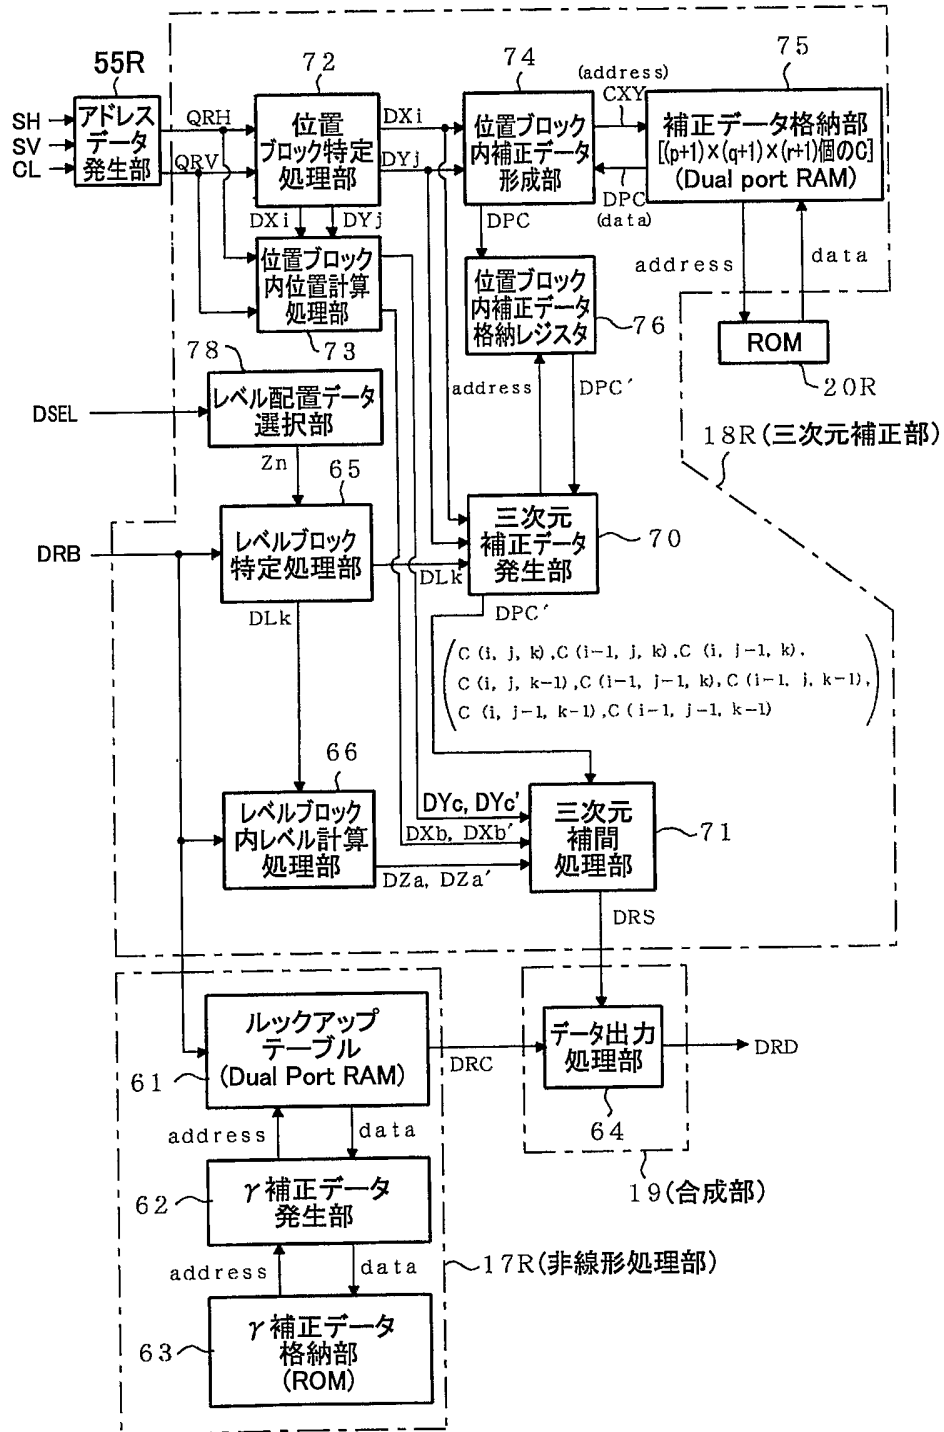 55R
SH
SV
CL
アドレス
データ
発生部
QRH
QRV
72
位置
ブロック特定
処理部
DXi
DYj
DXi
DYj
74
位置ブロック
内補正データ
形成部
(address)
CXY
DPC
(data)
75
補正データ格納部
[(p+1)×(q+1)×(r+1)個のC]
(Dual port RAM)
位置ブロック
内位置計算
処理部
73
DPC
位置ブロック
内補正データ
格納レジスタ
76
address
data
ROM
20R
18R(三次元補正部)
78
DSEL
レベル配置データ
選択部
Zn
address
DPC´
65
DRB
レベルブロック
特定処理部
DLk
DLk
三次元
補正データ
発生部
70
DPC´
C (i, j, k),C (i-1, j, k),C (i, j-1, k),
C (i, j, k-1),C (i-1, j-1, k),C (i-1, j, k-1),
C (i, j-1, k-1),C (i-1, j-1, k-1)
66
レベルブロック
内レベル計算
処理部
DYc, DYc'
DXb, DXb´
DZa, DZa´
三次元
補間
処理部
71
DRS
ルックアップ
テーブル
(Dual Port RAM)
61
DRC
データ出力
処理部
DRD
64
19(合成部)
address
data
62
γ補正データ
発生部
address
data
17R(非線形処理部)
63
γ補正データ
格納部
(ROM)